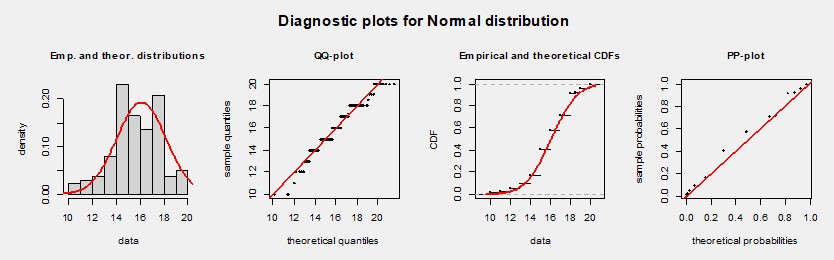 Diagnostic plots for Normal distribution
Emp. and theor. distributions
density
0.00 0.10 0.20
10 12 14 16 18 20
data
QQ-plot
sample quantiles
10 12 14 16 18 20
10 12 14 16 18 20
theoretical quantiles
Empirical and theoretical CDFs
CDF
0.0 0.2 0.4 0.6 0.8 1.0
10 12 14 16 18 20
data
PP-plot
sample probabilities
0.0 0.2 0.4 0.6 0.8 1.0
0.0 0.2 0.4 0.6 0.8 1.0
theoretical probabilities